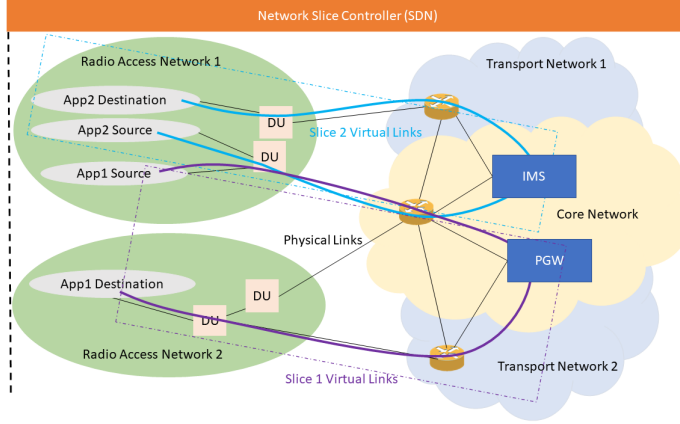 Network Slice Controller (SDN)
Radio Access Network 1
Transport Network 1
App2 Destination
DU
Slice 2 Virtual Links
App2 Source
DU
App1 Source
IMS
Core Network
Physical Links
PGW
App1 Destination
DU
DU
Radio Access Network 2
Transport Network 2
Slice 1 Virtual Links